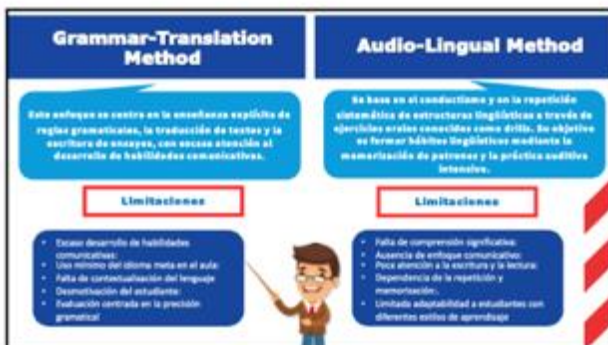 Grammar-Translation
Method
Este enfoque se centra en la enseñanza explícita de
reglas gramaticales, la traducción de textos y la
escritura de ensayos, con escasa atención al
desarrollo de habilidades comunicativas.
Limitaciones
• Escaso desarrollo de habilidades
comunicativas:
• Uso mínimo del idioma meta en el aula:
• Falta de contextualización del lenguaje
• Desmotivación del estudiante:
• Evaluación centrada en la precisión
gramatical
Audio-Lingual Method
Se basa en el conductismo y en la repetición
sistemática de estructuras lingüísticas a través de
ejercicios orales conocidos como drills. Su objetivo
es formar hábitos lingüísticos mediante la
memorización de patrones y la práctica auditiva
intensiva.
Limitaciones
• Falta de comprensión significativa:
• Ausencia de enfoque comunicativo:
• Poca atención a la escritura y la lectura:
• Dependencia de la repetición y
memorización:
• Limitada adaptabilidad a estudiantes con
diferentes estilos de aprendizaje